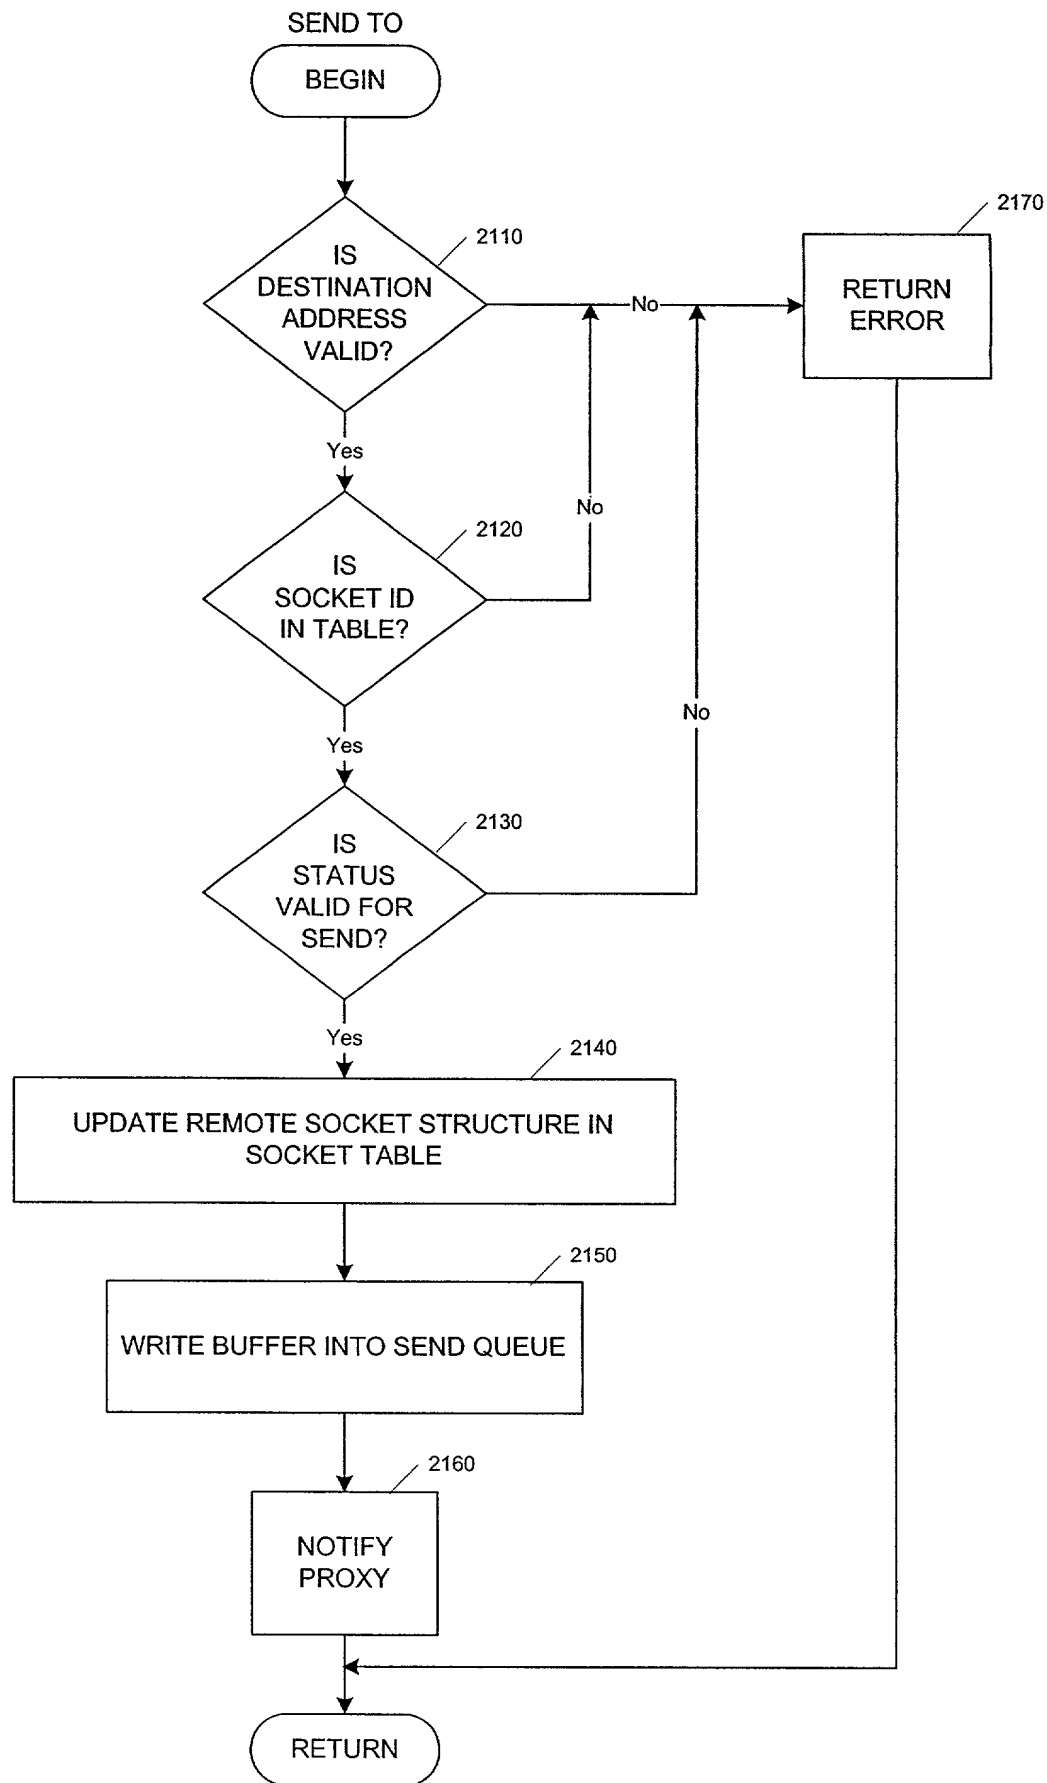 SEND TO
BEGIN
2110
IS
DESTINATION
ADDRESS
VALID?
No
2170
RETURN
ERROR
Yes
2120
IS
SOCKET ID
IN TABLE?
No
Yes
2130
IS
STATUS
VALID FOR
SEND?
No
Yes
2140
UPDATE REMOTE SOCKET STRUCTURE IN
SOCKET TABLE
2150
WRITE BUFFER INTO SEND QUEUE
2160
NOTIFY
PROXY
RETURN